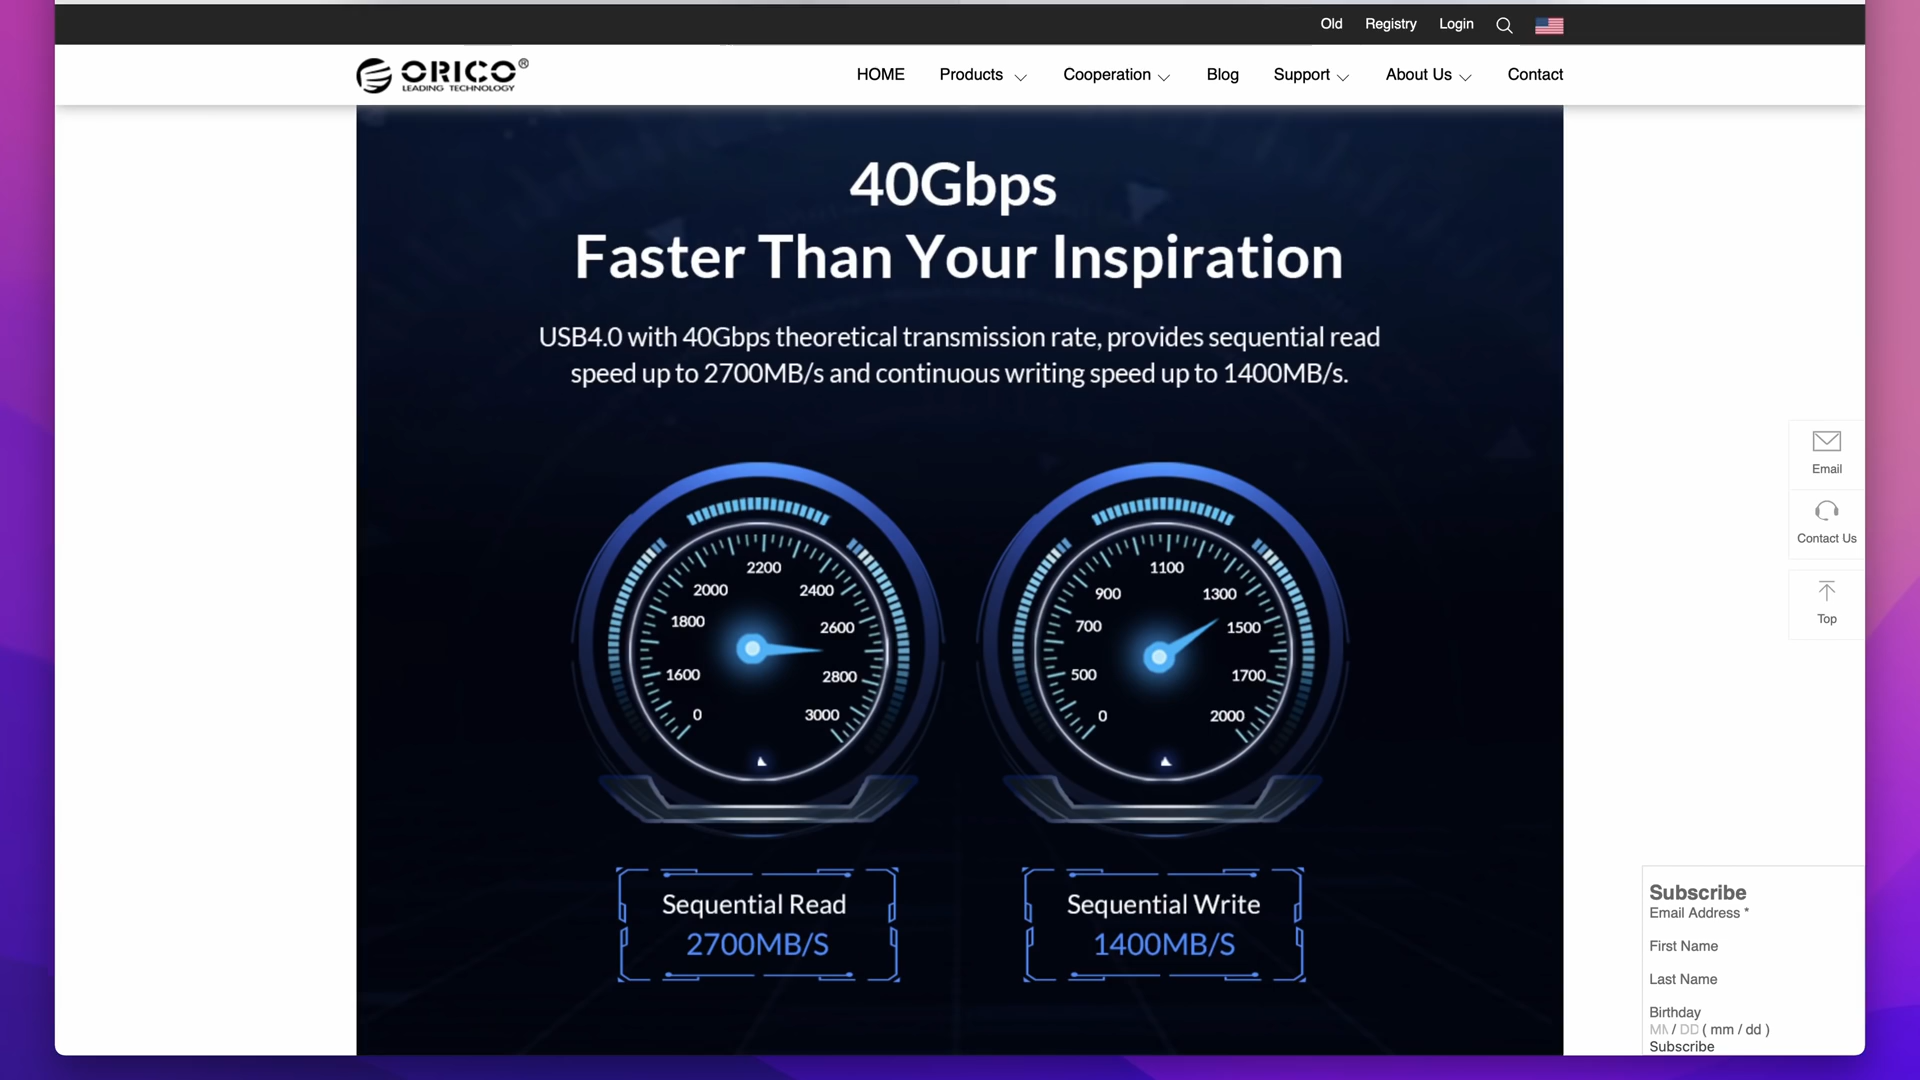 Old Registry Login
ORICO®
LEADING TECHNOLOGY
HOME Products Cooperation Blog Support About Us Contact
40Gbps
Faster Than Your Inspiration
USB4.0 with 40Gbps theoretical transmission rate, provides sequential read
speed up to 2700MB/s and continuous writing speed up to 1400MB/s.
0 1600 1800 2000 2200 2400 2600 2800 3000
0 500 700 900 1100 1300 1500 1700 2000
Sequential Read
2700MB/S
Sequential Write
1400MB/S
Email
Contact Us
Top
Subscribe
Email Address *
First Name
Last Name
Birthday
MM / DD ( mm / dd )
Subscribe